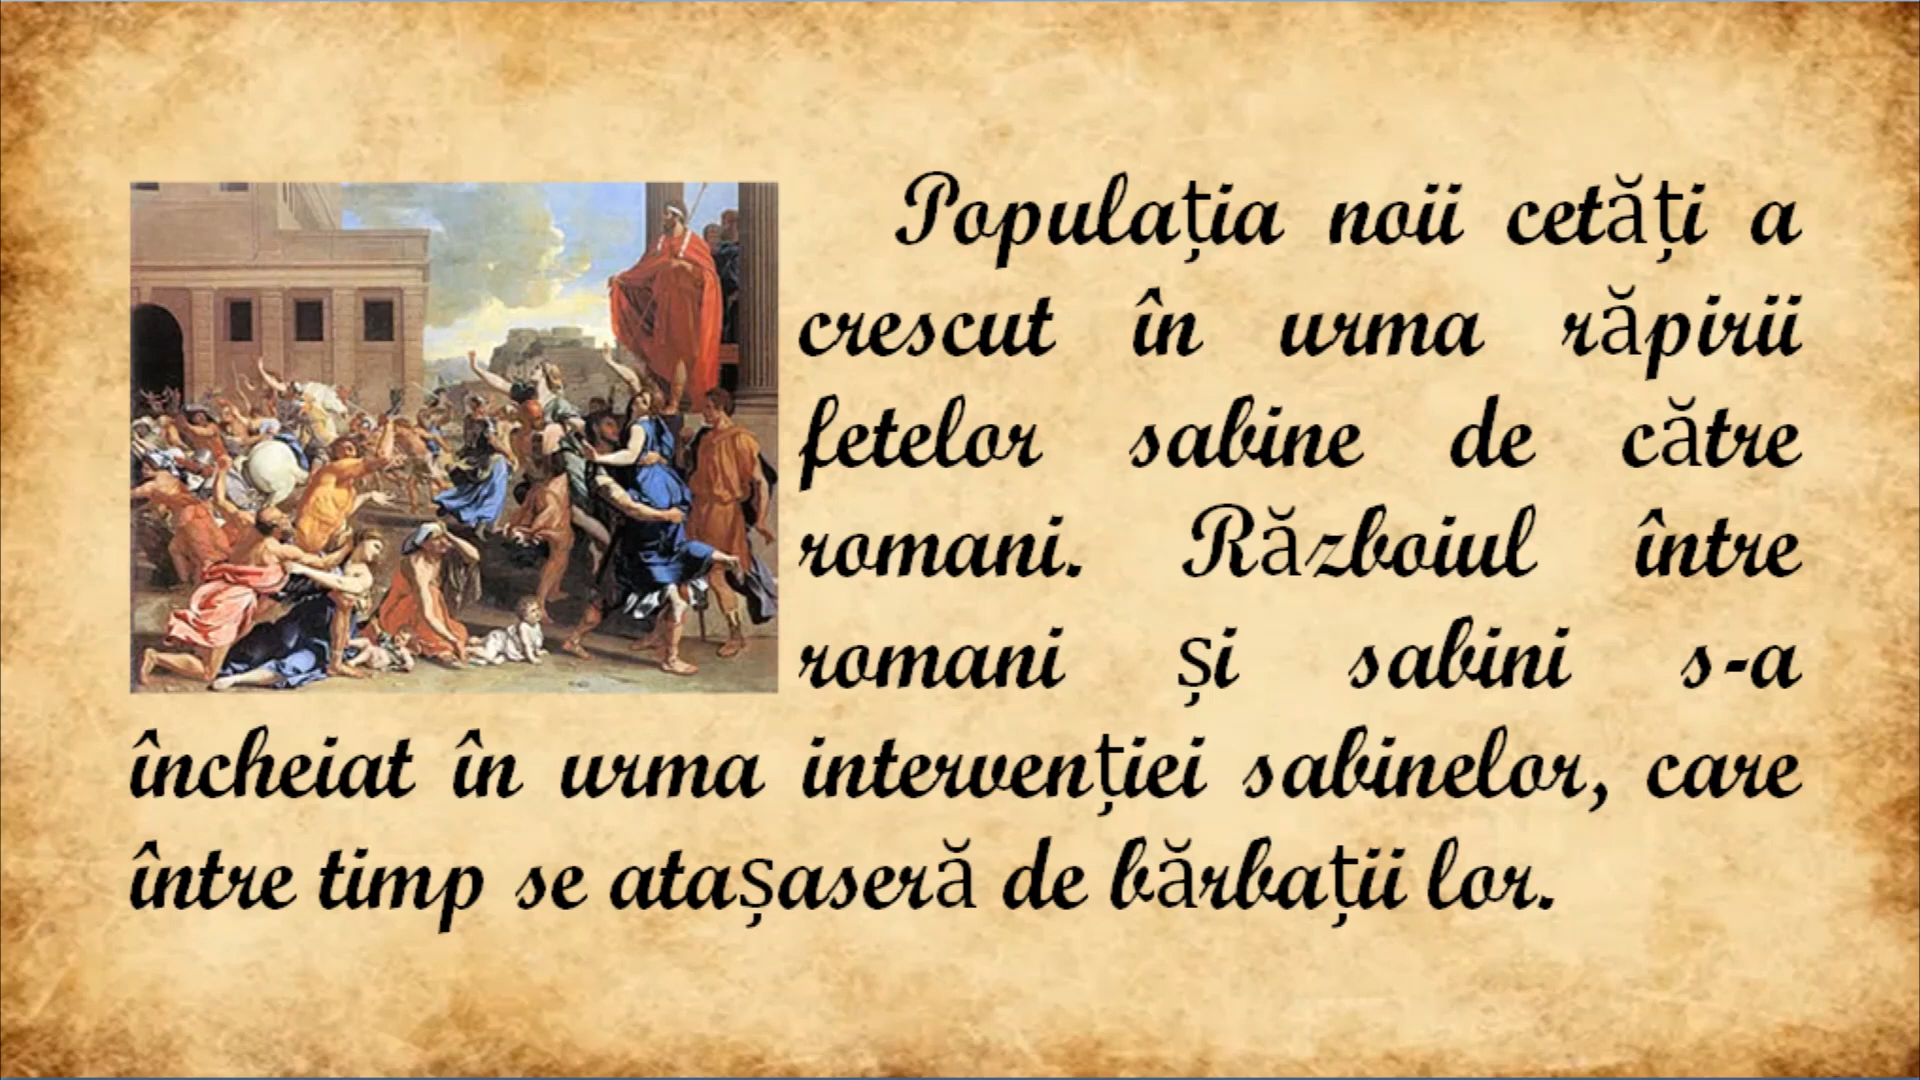 Populația noii cetăți a
crescut în urma răpirii
fetelor sabine de către
romani. Războiul între
romani și sabini s-a
încheiat în urma intervenției sabinelor, care
între timp se atașaseră de bărbații lor.